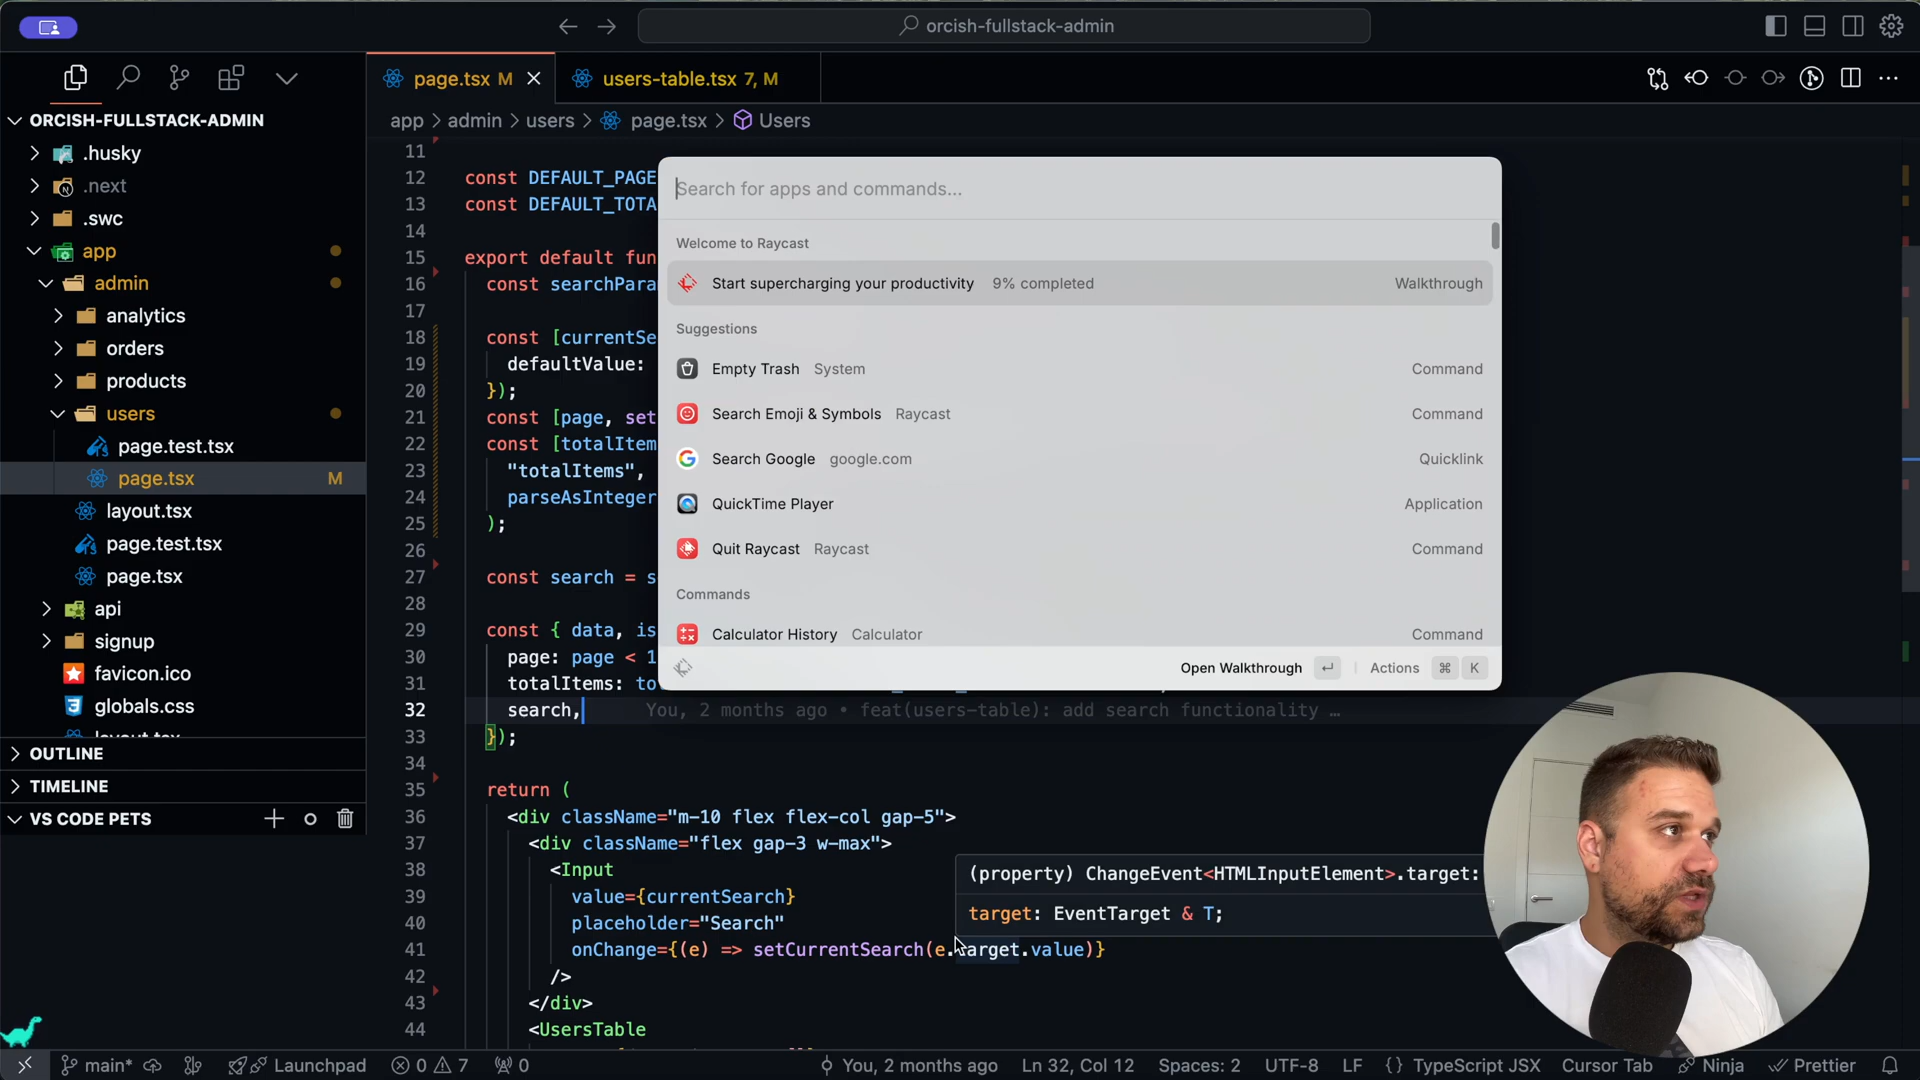 orcish-fullstack-admin
page.tsx M
users-table.tsx 7, M
ORCISH-FULLSTACK-ADMIN
.husky
.next
.swc
app
admin
analytics
orders
products
users
page.test.tsx
page.tsx M
layout.tsx
page.test.tsx
page.tsx
api
signup
favicon.ico
globals.css
OUTLINE
TIMELINE
VS CODE PETS
app > admin > users > page.tsx > Users
11
12 const DEFAULT_PAGE
13 const DEFAULT_TOTA
14
15 export default fun
16 const searchPara
17
18 const [currentSe
19 defaultValue:
20 });
21 const [page, set
22 const [totalItem
23 "totalItems",
24 parseAsInteger
25 );
26
27 const search = s
28
29 const { data, is
30 page: page < 1
31 totalItems: to
32 search, You, 2 months ago • feat(users-table): add search functionality …
33 });
34
35 return (
36 <div className="m-10 flex flex-col gap-5">
37 <div className="flex gap-3 w-max">
38 <Input
39 value={currentSearch}
40 placeholder="Search"
41 onChange={(e) => setCurrentSearch(e.target.value)}
42 />
43 </div>
44 <UsersTable
Search for apps and commands...
Welcome to Raycast
Start supercharging your productivity 9% completed Walkthrough
Suggestions
Empty Trash System Command
Search Emoji & Symbols Raycast Command
Search Google google.com Quicklink
QuickTime Player Application
Quit Raycast Raycast Command
Commands
Calculator History Calculator Command
Open Walkthrough Actions ⌘ K
(property) ChangeEvent<HTMLInputElement>.target:
target: EventTarget & T;
main* Launchpad 0 7 0 You, 2 months ago Ln 32, Col 12 Spaces: 2 UTF-8 LF {} TypeScript JSX Cursor Tab Ninja Prettier